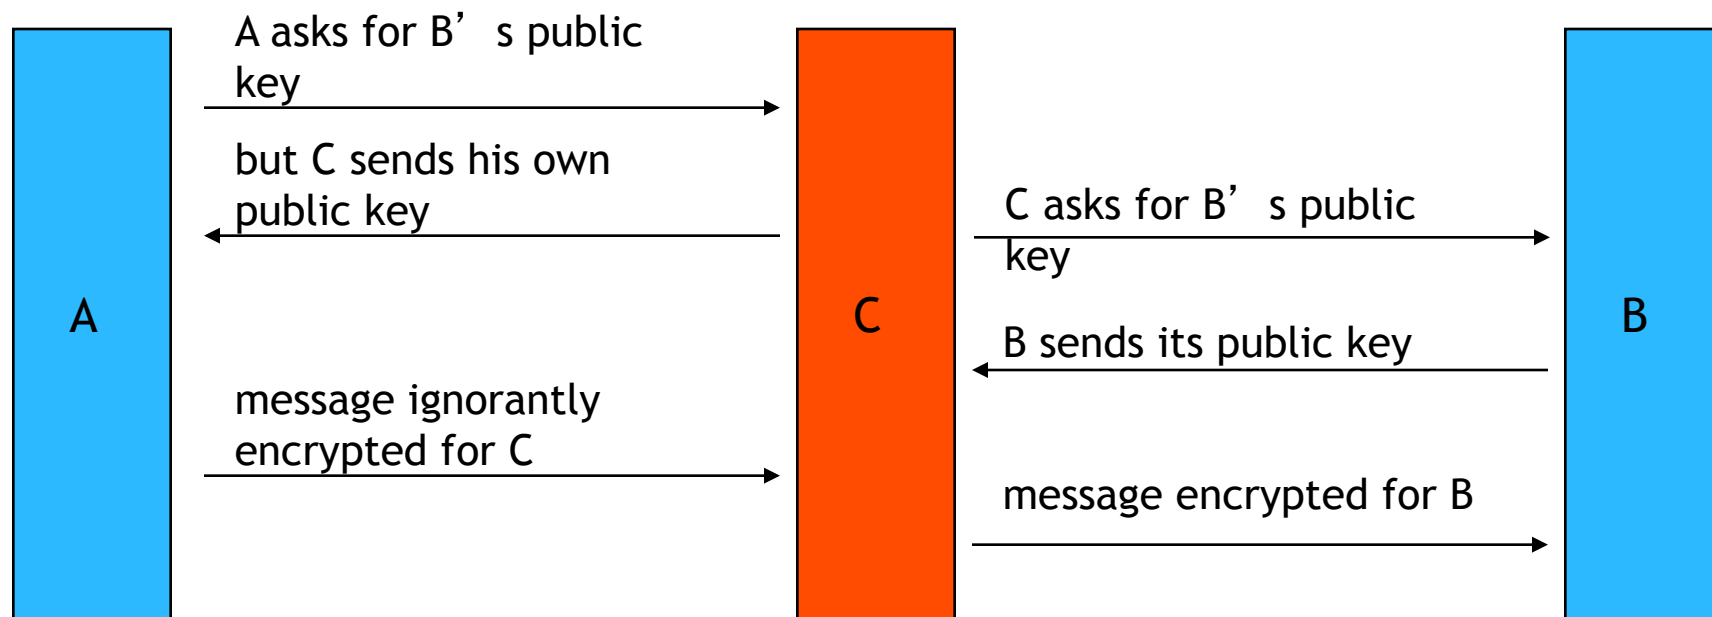 A asks for B’ s public
key
but C sends his own
public key
C asks for B’ s public
key
A
C
B
B sends its public key
message ignorantly
encrypted for C
message encrypted for B